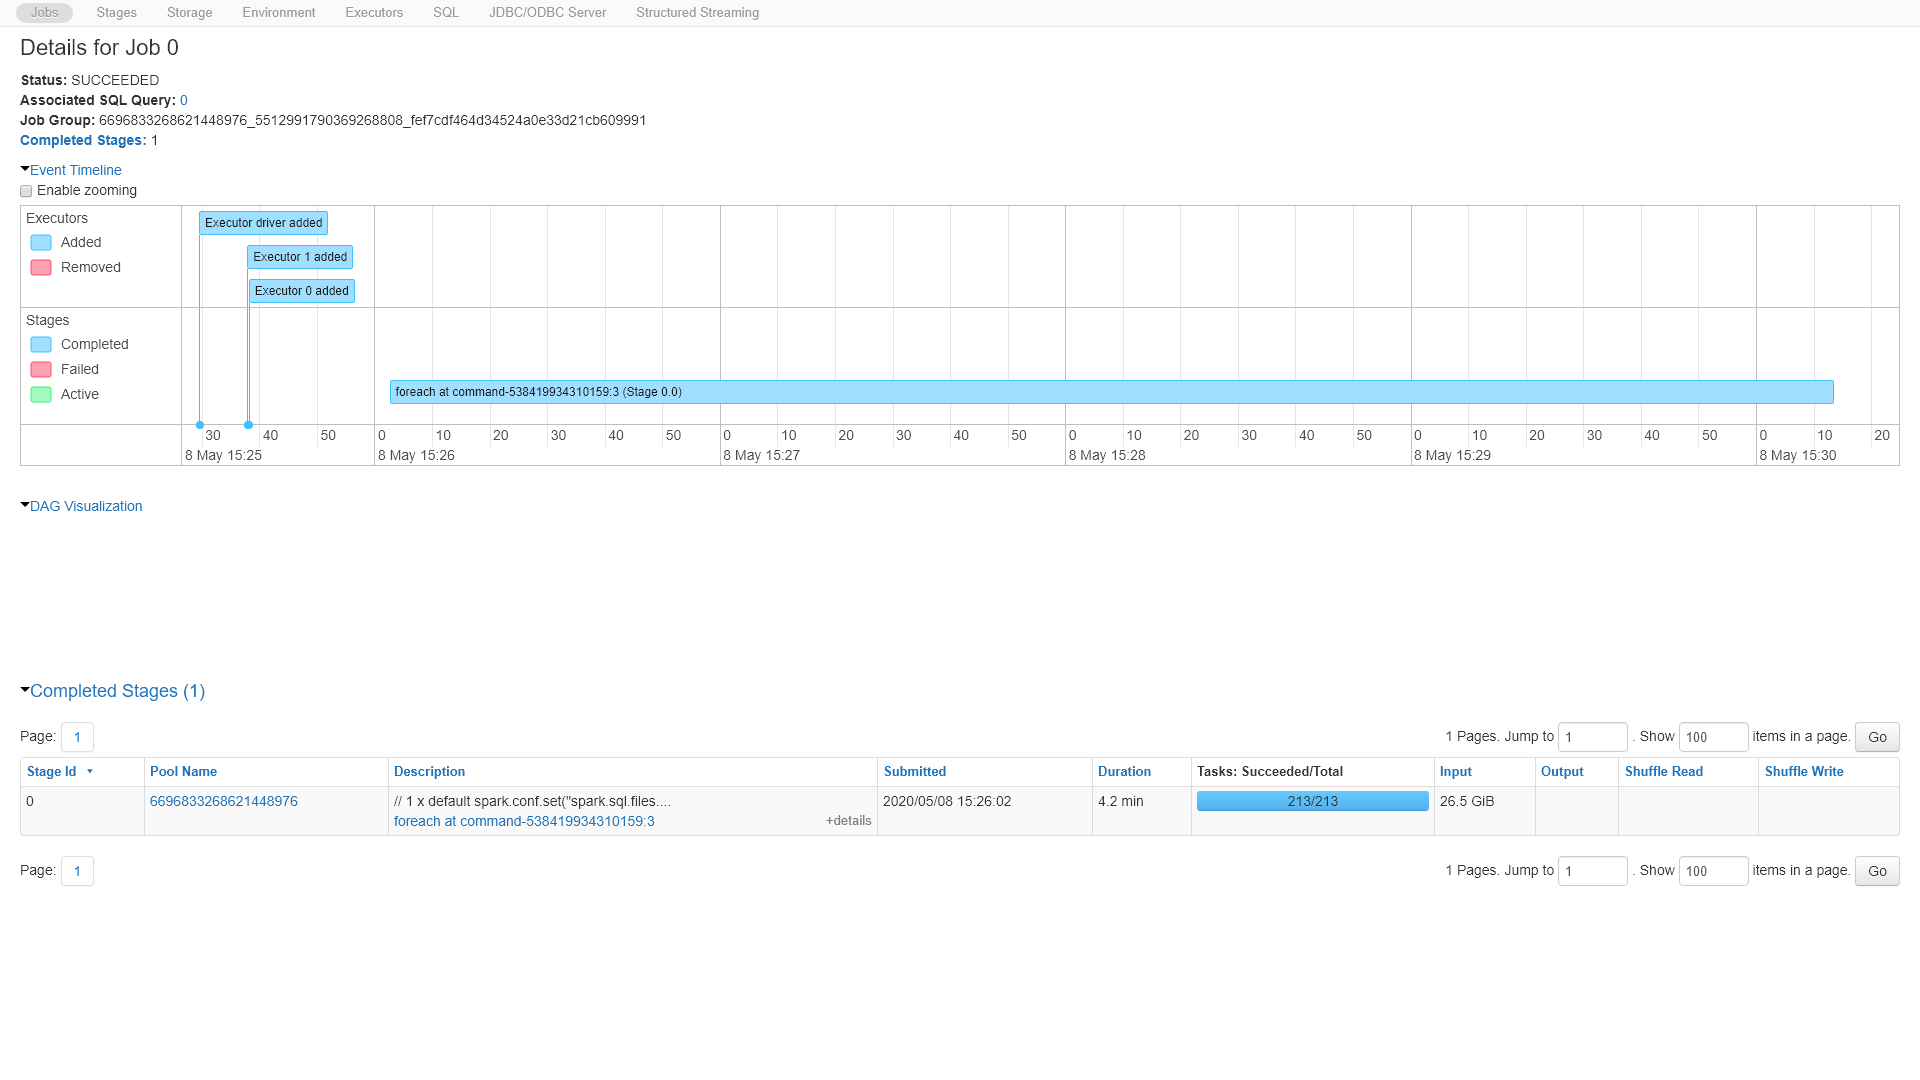 Jobs Stages Storage Environment Executors SQL JDBC/ODBC Server Structured Streaming
Details for Job 0
Status: SUCCEEDED
Associated SQL Query: 0
Job Group: 6696833268621448976_5512991790369268808_fef7cdf464d34524a0e33d21cb609991
Completed Stages: 1
Event Timeline
Enable zooming
Executors
Added
Removed
Executor driver added
Executor 1 added
Executor 0 added
Stages
Completed
Failed
Active
foreach at command-538419934310159:3 (Stage 0.0)
30 40 50 0 10 20 30 40 50 0 10 20 30 40 50 0 10 20 30 40 50 0 10 20 30 40 50 0 10 20
8 May 15:25 8 May 15:26 8 May 15:27 8 May 15:28 8 May 15:29 8 May 15:30
DAG Visualization
Completed Stages (1)
Page: 1 1 Pages. Jump to 1 . Show 100 items in a page. Go
Stage Id Pool Name Description Submitted Duration Tasks: Succeeded/Total Input Output Shuffle Read Shuffle Write
0 6696833268621448976 // 1 x default spark.conf.set("spark.sql.files.... 2020/05/08 15:26:02 4.2 min 213/213 26.5 GiB
foreach at command-538419934310159:3 +details
Page: 1 1 Pages. Jump to 1 . Show 100 items in a page. Go